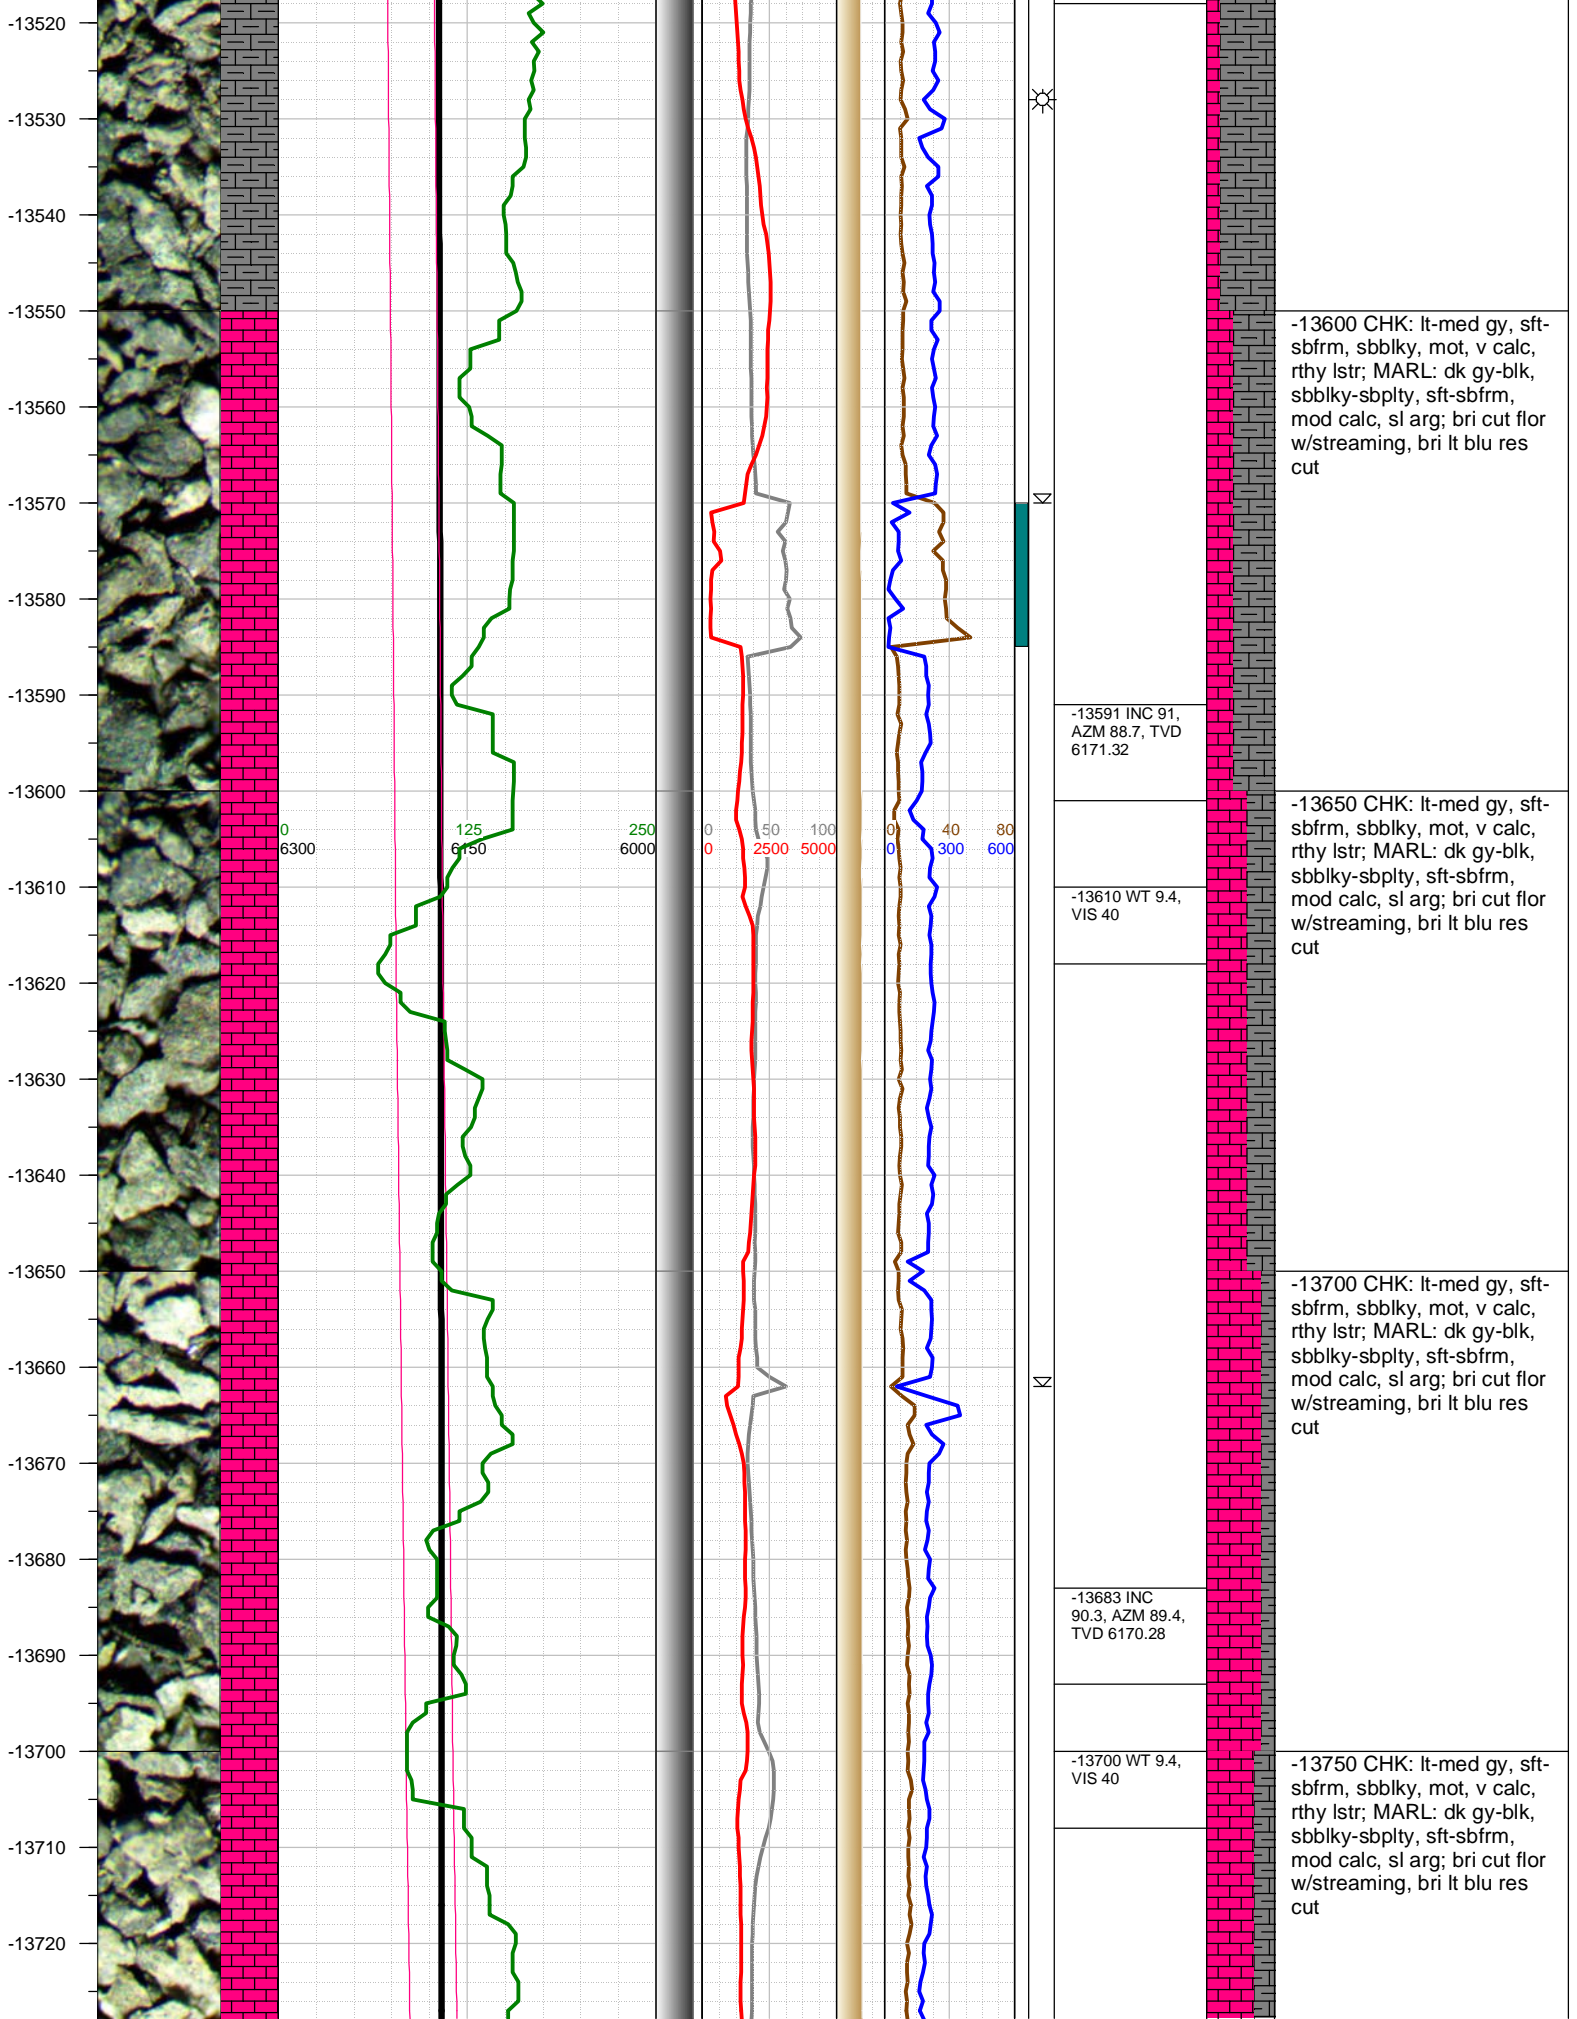 -13520
-13530
-13540
-13550
-13560
-13570
-13580
-13590
-13600
-13610
-13620
-13630
-13640
-13650
-13660
-13670
-13680
-13690
-13700
-13710
-13720
0 125 250
6300 6150 6000
0 50 100
0 2500 5000
0 40 80
0 300 600
-13591 INC 91,
AZM 88.7, TVD
6171.32
-13610 WT 9.4,
VIS 40
-13683 INC
90.3, AZM 89.4,
TVD 6170.28
-13700 WT 9.4,
VIS 40
-13600 CHK: lt-med gy, sft-
sbfrm, sbblky, mot, v calc,
rthy lstr; MARL: dk gy-blk,
sbblky-sbplty, sft-sbfrm,
mod calc, sl arg; bri cut flor
w/streaming, bri lt blu res
cut
-13650 CHK: lt-med gy, sft-
sbfrm, sbblky, mot, v calc,
rthy lstr; MARL: dk gy-blk,
sbblky-sbplty, sft-sbfrm,
mod calc, sl arg; bri cut flor
w/streaming, bri lt blu res
cut
-13700 CHK: lt-med gy, sft-
sbfrm, sbblky, mot, v calc,
rthy lstr; MARL: dk gy-blk,
sbblky-sbplty, sft-sbfrm,
mod calc, sl arg; bri cut flor
w/streaming, bri lt blu res
cut
-13750 CHK: lt-med gy, sft-
sbfrm, sbblky, mot, v calc,
rthy lstr; MARL: dk gy-blk,
sbblky-sbplty, sft-sbfrm,
mod calc, sl arg; bri cut flor
w/streaming, bri lt blu res
cut